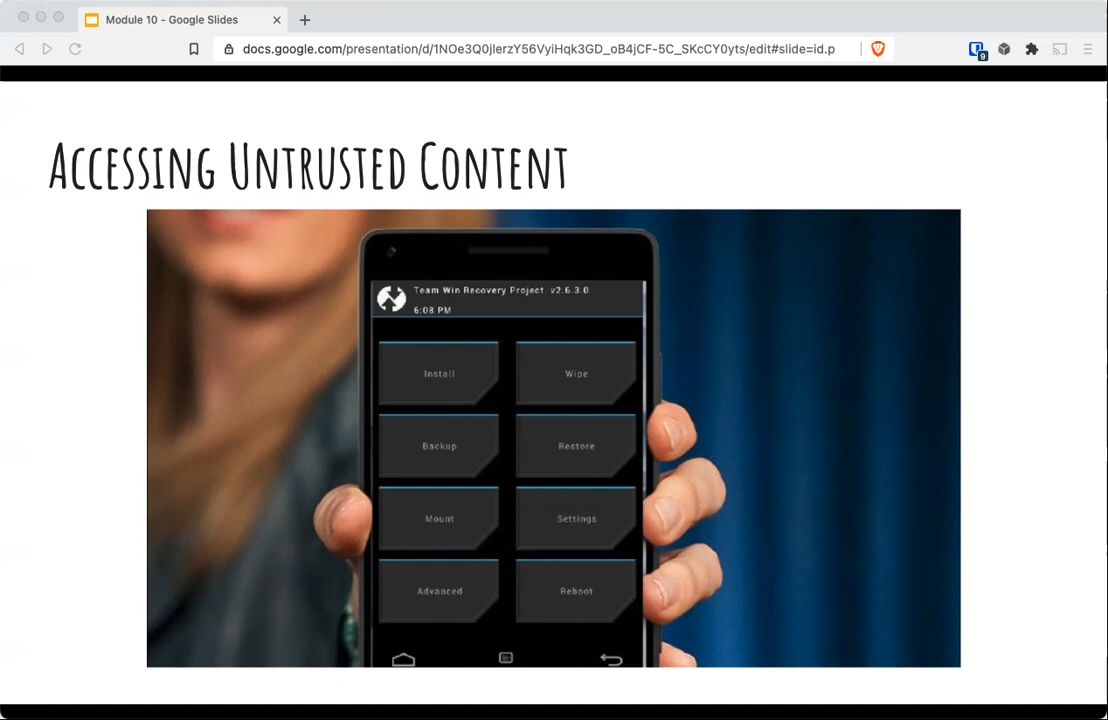 Module 10 - Google Slides
docs.google.com/presentation/d/1NOe3Q0jlerzY56VyiHqk3GD_oB4jCF-5C_SKcCY0yts/edit#slide=id.p
9
Accessing Untrusted Content
Team Win Recovery Project v2.6.3.0
6:08 PM
Install
Wipe
Backup
Restore
Mount
Settings
Advanced
Reboot